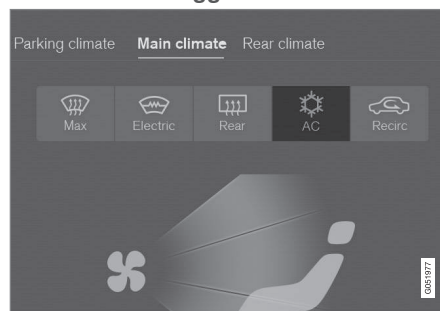 Parking climate Main climate Rear climate
Max Electric Rear AC Recirc
G051977